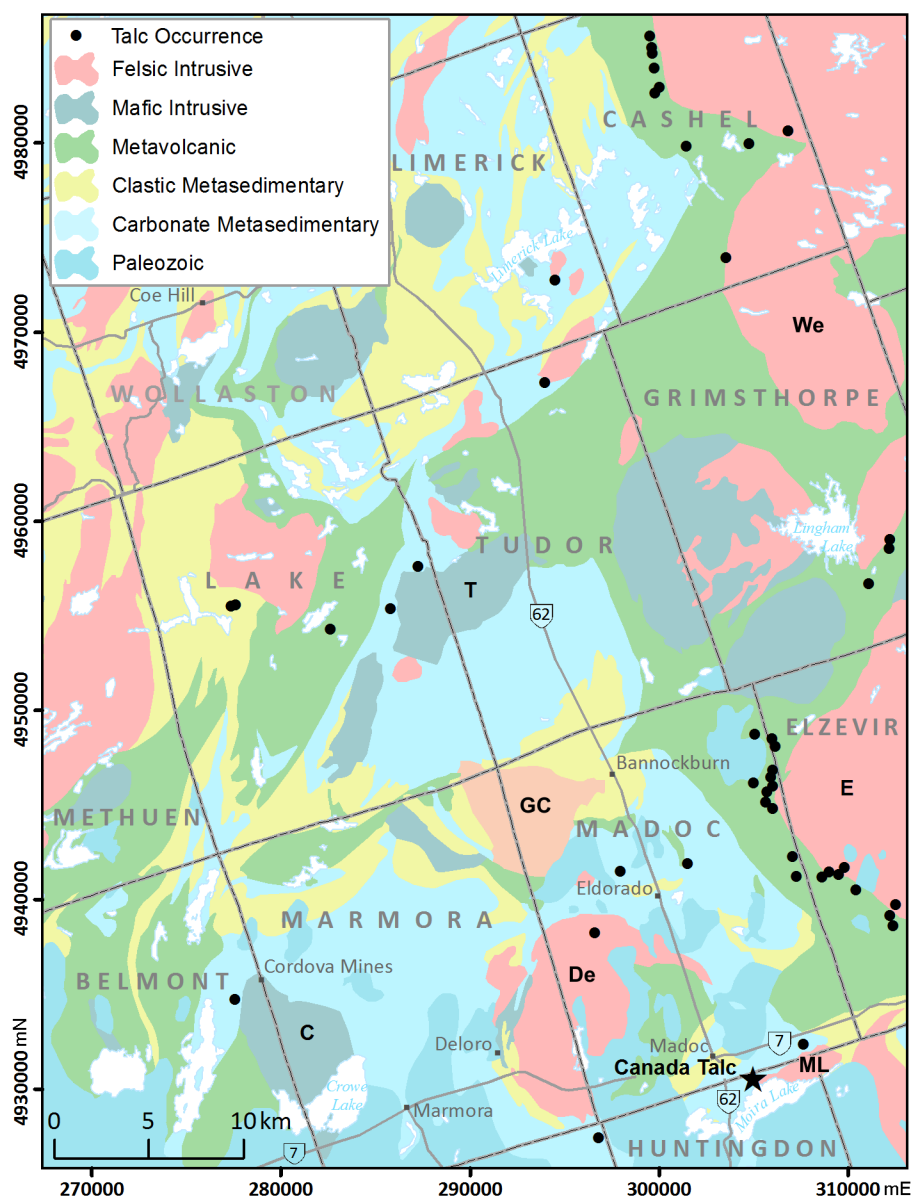 Talc Occurrence
Felsic Intrusive
Mafic Intrusive
Metavolcanic
Clastic Metasedimentary
Carbonate Metasedimentary
Paleozoic
CASHEL
LIMERICK
Limerick Lake
Coe Hill
We
WOLLASTON
GRIMSTHORPE
Lingham
Lake
TUDOR
LAKE
T
62
ELZEVIR
Bannockburn
E
GC
METHUEN
MADOC
Eldorado
MARMORA
Cordova Mines
BELMONT
De
C
Deloro
Madoc
7
Canada Talc
ML
Crowe
Lake
Marmora
62
Moira Lake
HUNTINGDON
7
0 5 10 km
4980000
4970000
4960000
4950000
4940000
4930000 mN
270000 280000 290000 300000 310000 mE